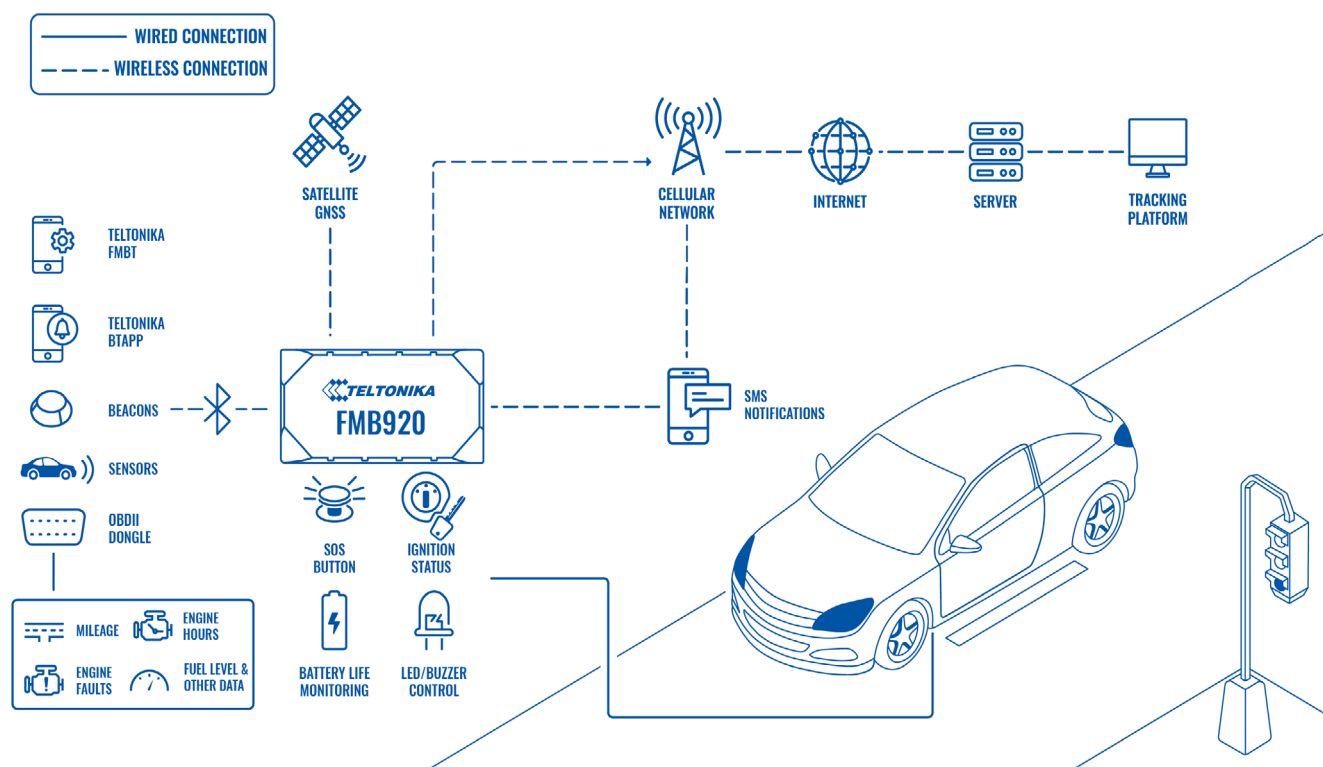 WIRED CONNECTION
WIRELESS CONNECTION
SATELLITE
GNSS
CELLULAR
NETWORK
INTERNET
SERVER
TRACKING
PLATFORM
TELTONIKA
FMBT
TELTONIKA
BTAPP
BEACONS
SENSORS
OBDII
DONGLE
MILEAGE
ENGINE
HOURS
ENGINE
FAULTS
FUEL LEVEL &
OTHER DATA
TELTONIKA
FMB920
SMS
NOTIFICATIONS
SOS
BUTTON
IGNITION
STATUS
BATTERY LIFE
MONITORING
LED/BUZZER
CONTROL